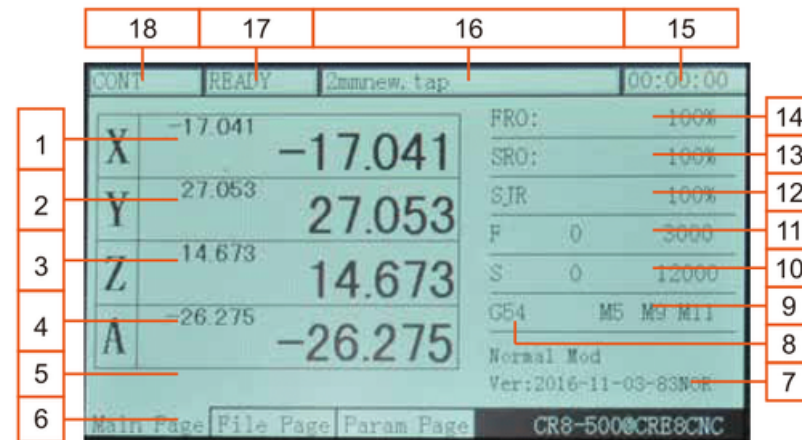 18 17 16 15
CONT READY 2mmnew.tap 00:00:00
1 X -17.041 -17.041
2 Y 27.053 27.053
3 Z 14.673 14.673
4 A -26.275 -26.275
5
6
FRO: 100% 14
SRO: 100% 13
SJR 100% 12
F 0 3000 11
S 0 12000 10
G54 M5 M9 M11 9
8
Normal Mod
Ver:2016-11-03-83NOR 7
Main Page File Page Param Page CR8-500@CRE8CNC